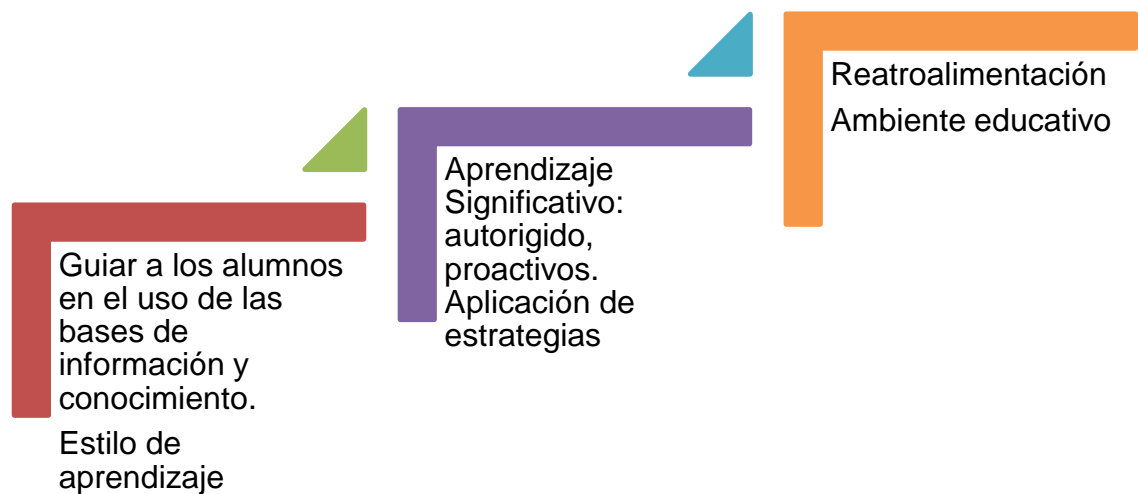 Guiar a los alumnos
en el uso de las
bases de
información y
conocimiento.
Estilo de
aprendizaje
Aprendizaje
Significativo:
autorigido,
proactivos.
Aplicación de
estrategias
Reatroalimentación
Ambiente educativo